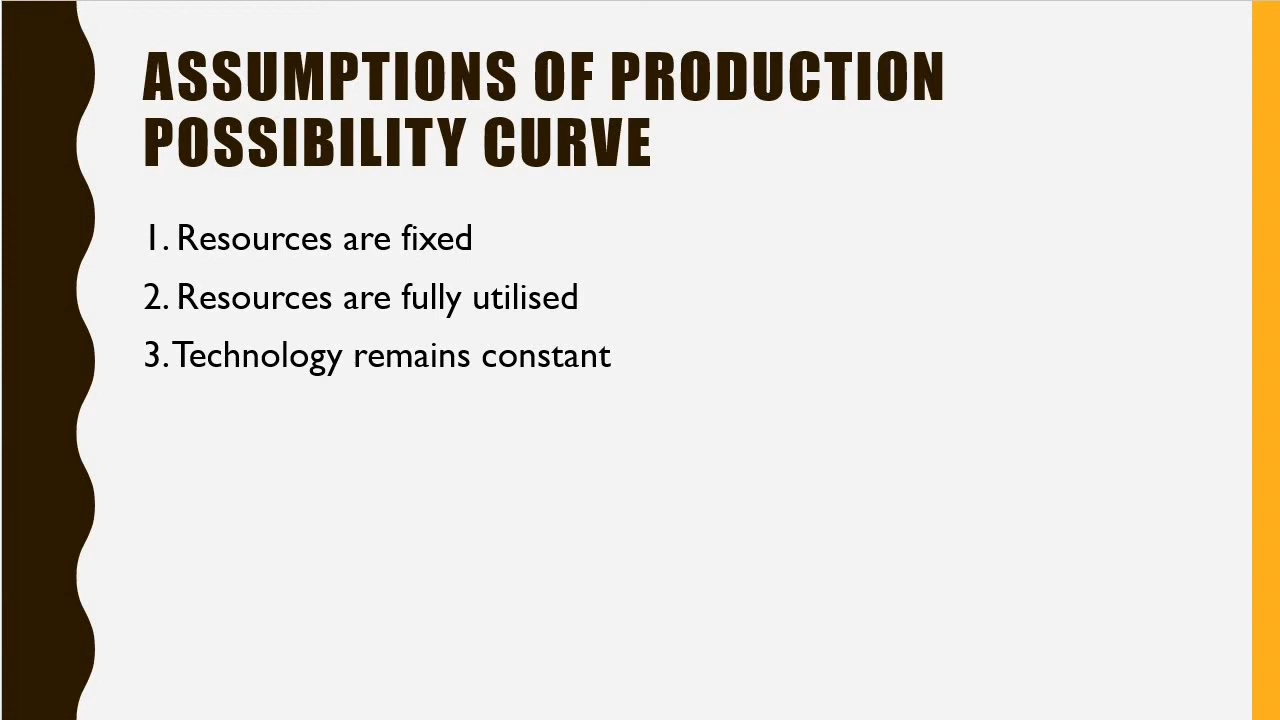 ASSUMPTIONS OF PRODUCTION
POSSIBILITY CURVE
1. Resources are fixed
2. Resources are fully utilised
3. Technology remains constant